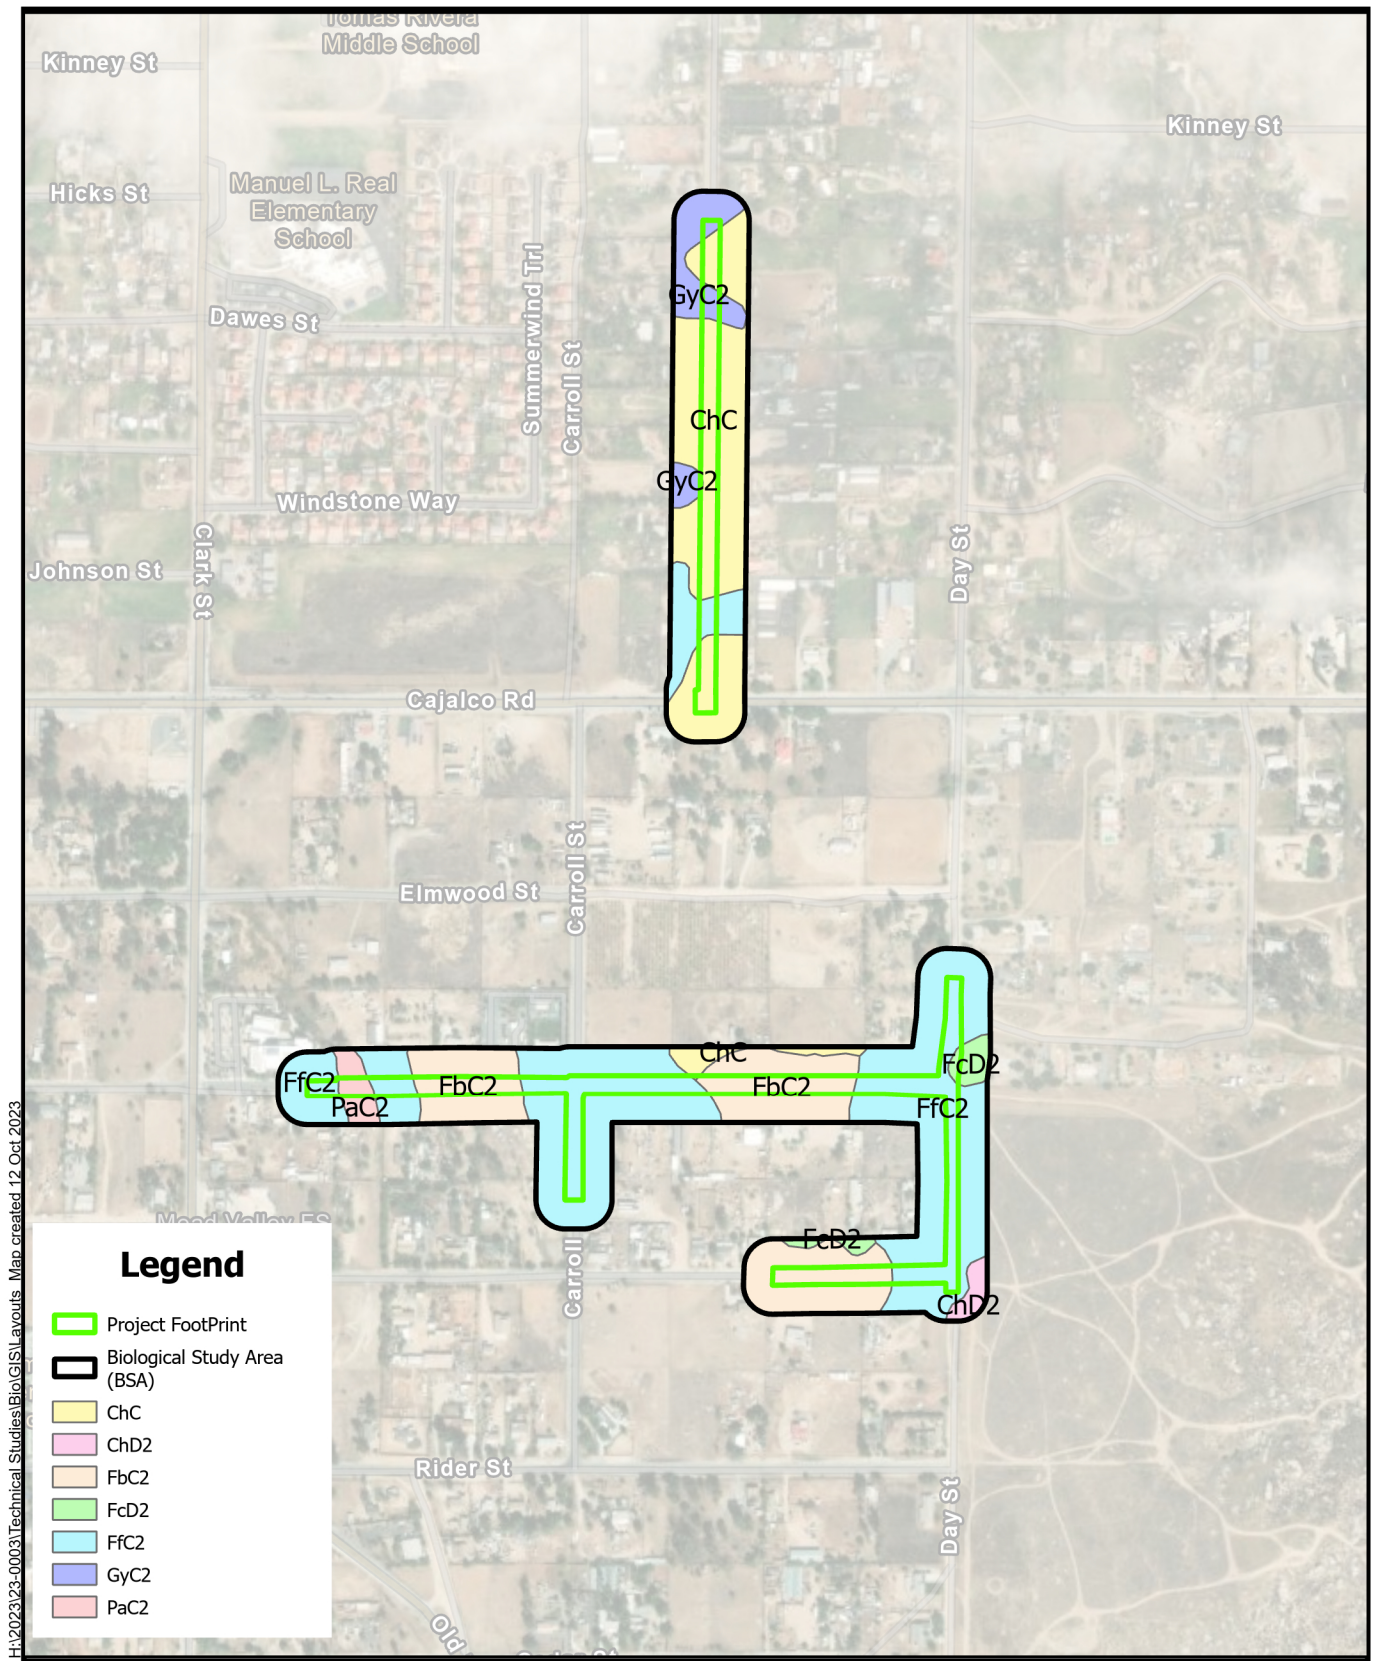 Tomas Rivera
Middle School
Kinney St
Kinney St
Manuel L. Real
Elementary
School
Hicks St
Summerwind Trl
Carroll St
Dawes St
GyC2
ChC
GyC2
Windstone Way
Clark St
Johnson St
Day St
Cajalco Rd
Carroll St
Elmwood St
ChC
FcD2
FfC2
PaC2
FbC2
FbC2
FfC2
Mead Valley ES
FcD2
ChD2
Carroll
Rider St
Day St
Old
Legend
Project FootPrint
Biological Study Area
(BSA)
ChC
ChD2
FbC2
FcD2
FfC2
GyC2
PaC2
H:\2023\23-0003\Technical Studies\Bio\GIS\Layouts Map created 12 Oct 2023